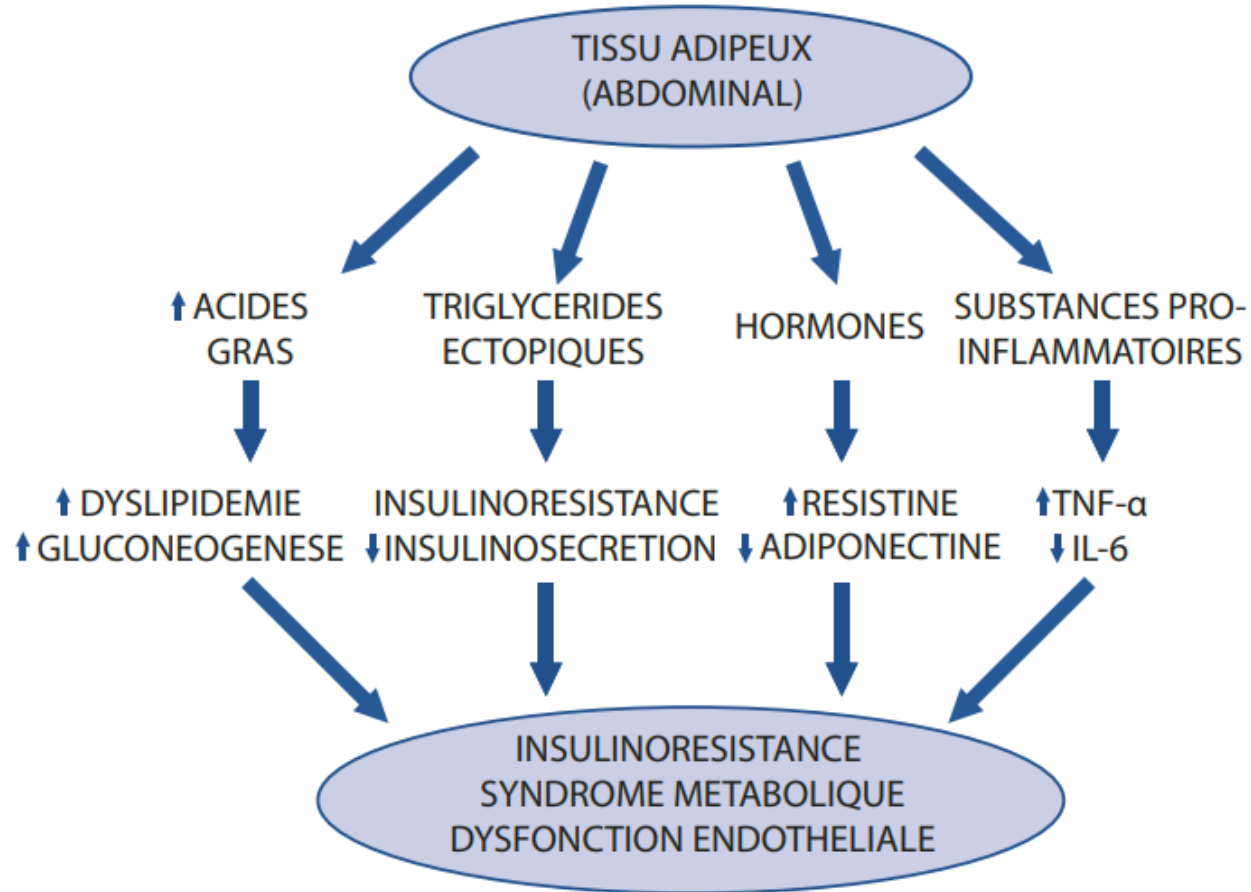 TISSU ADIPEUX
(ABDOMINAL)
↑ ACIDES
GRAS
TRIGLYCERIDES
ECTOPIQUES
HORMONES
SUBSTANCES PRO-
INFLAMMATOIRES
↑ DYSLIPIDEMIE
↑ GLUCONEOGENESE
INSULINORESISTANCE
↓ INSULINOSECRETION
↑ RESISTINE
↓ ADIPONECTINE
↑ TNF-α
↓ IL-6
INSULINORESISTANCE
SYNDROME METABOLIQUE
DYSFONCTION ENDOTHELIALE